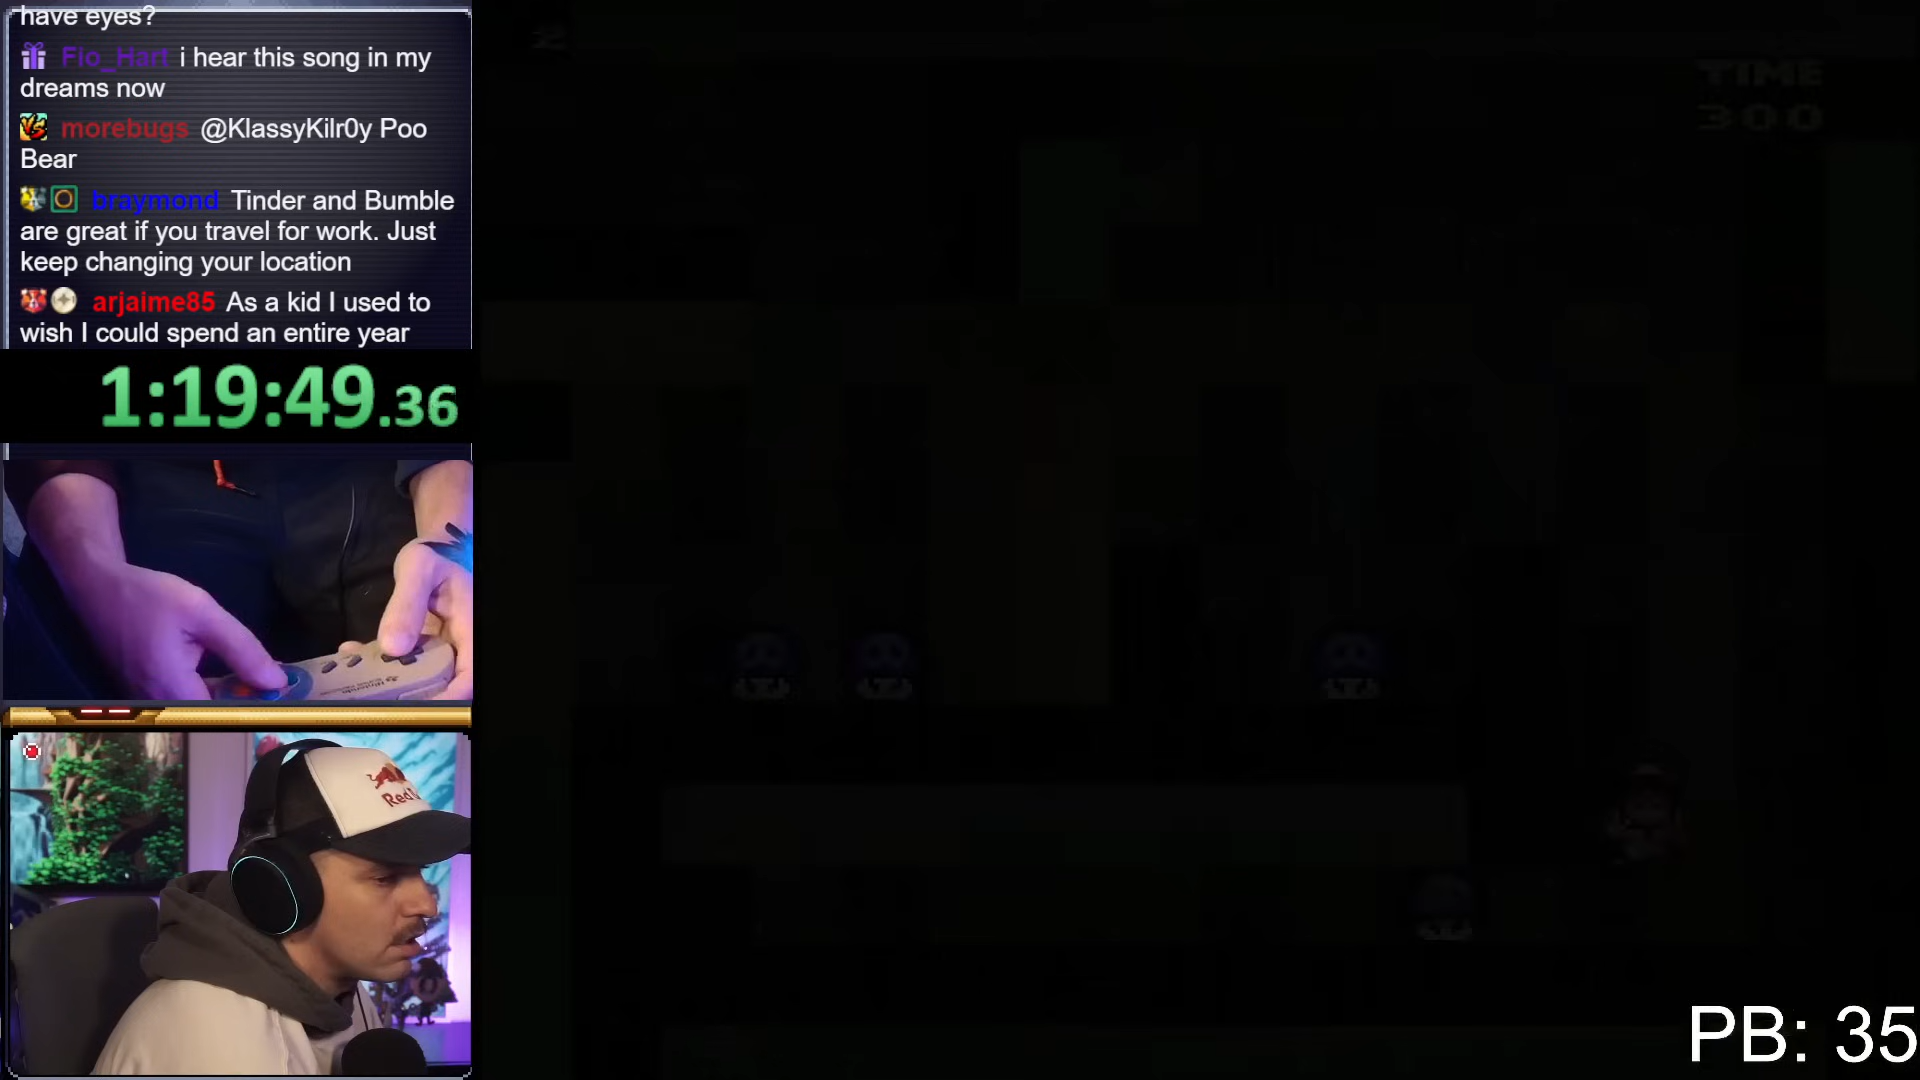 have eyes?
Flo_Hart i hear this song in my
dreams now
morebugs @KlassyKilr0y Poo
Bear
braymond Tinder and Bumble
are great if you travel for work. Just
keep changing your location
arjaime85 As a kid I used to
wish I could spend an entire year
1:19:49.36
2
TIME
300
PB: 35